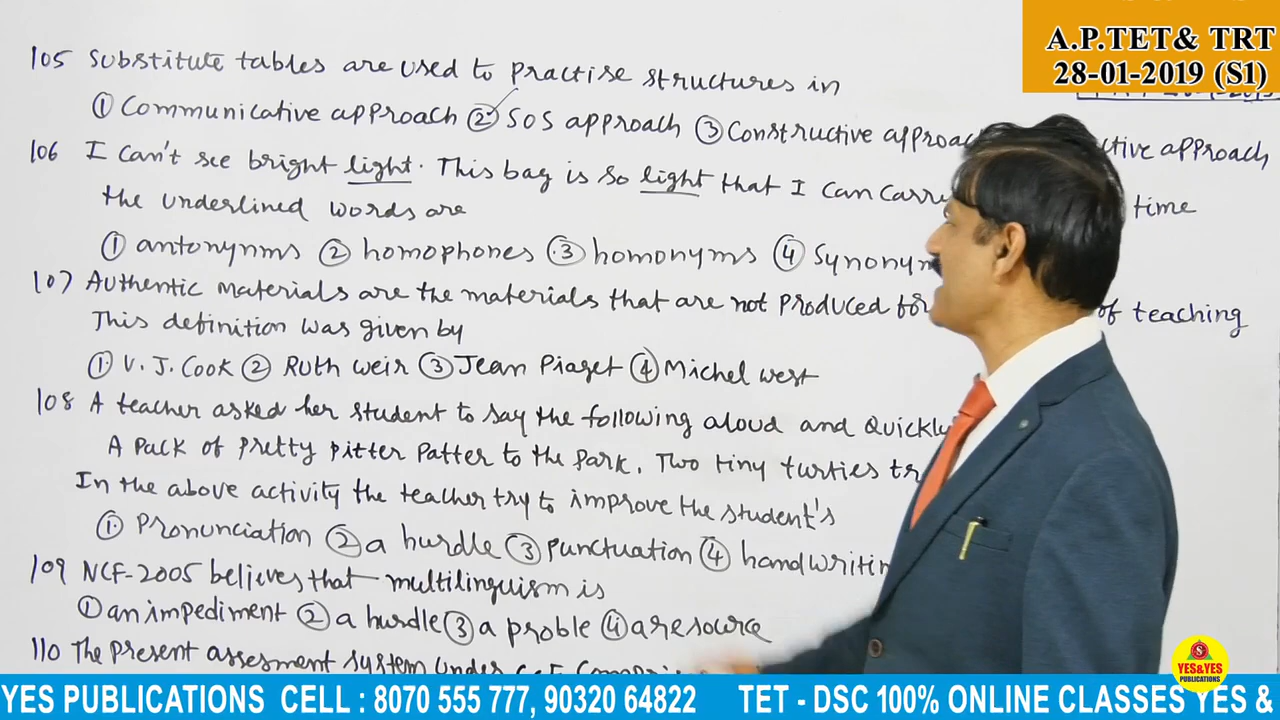 A.P.TET& TRT
28-01-2019 (S1)
105 Substitute tables are used to practise structures in
① Communicative approach ② SOS approach ③ Constructive approac ctive approach
106 I can't see bright light. This bag is so light that I can carr time
the underlined words are
① antonynms ② homophones ③ homonyms ④ Synonym
107 Authentic materials are the materials that are not produced for of teaching
This definition was given by
① V. J. Cook ② Ruth weir ③ Jean Piaget ④ Michel west
108 A teacher asked her student to say the following aloud and Quickly
A pack of pretty pitter patter to the park. Two tiny turties tr
In the above activity the teacher try to improve the student's
① Pronunciation ② a hurdle ③ punctuation ④ handwritin
109 NCF-2005 believes that multilinguism is
① an impediment ② a hurdle ③ a proble ④ a resource
110 The present assesment system under
YES&YES
PUBLICATIONS
YES PUBLICATIONS CELL : 8070 555 777, 90320 64822 TET - DSC 100% ONLINE CLASSES YES &